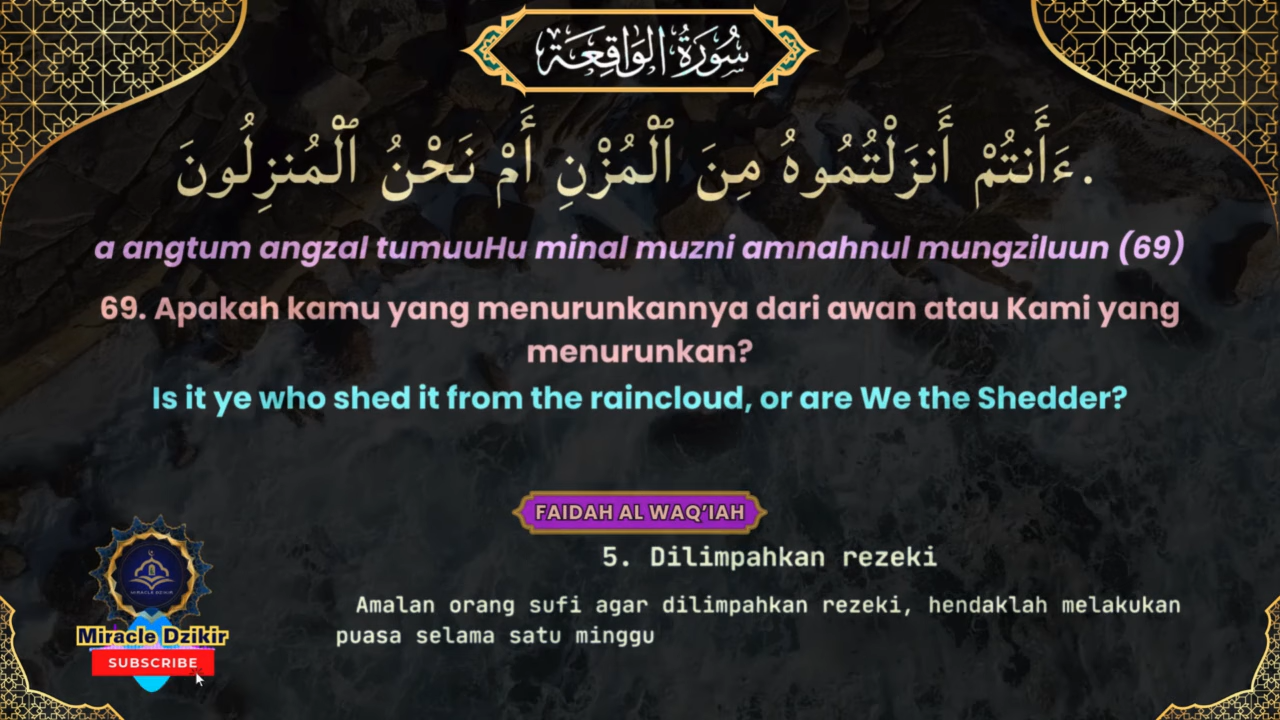 سُورَةُ الوَاقِعَة
ءَأَنتُمْ أَنزَلْتُمُوهُ مِنَ ٱلْمُزْنِ أَمْ نَحْنُ ٱلْمُنزِلُونَ.
a angtum angzal tumuuHu minal muzni amnahnul mungziluun (69)
69. Apakah kamu yang menurunkannya dari awan atau Kami yang
menurunkan?
Is it ye who shed it from the raincloud, or are We the Shedder?
FAIDAH AL WAQ'IAH
5. Dilimpahkan rezeki
Amalan orang sufi agar dilimpahkan rezeki, hendaklah melakukan
puasa selama satu minggu
MIRACLE DZIKIR
Miracle Dzikir
SUBSCRIBE